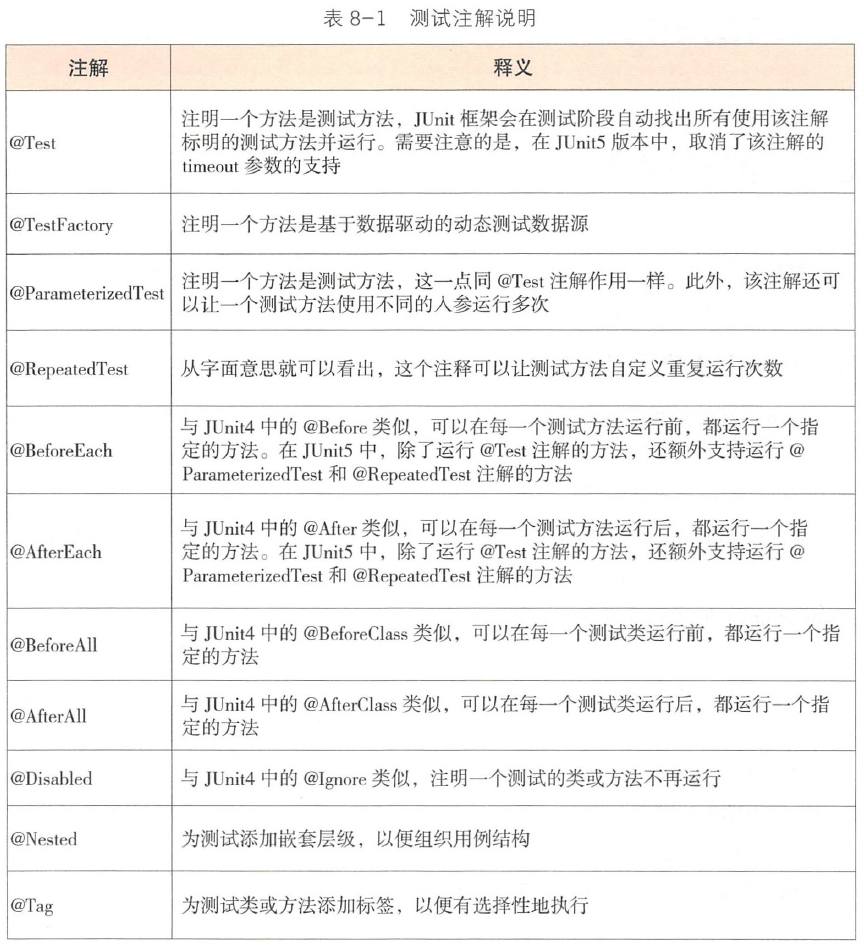 表 8-1 测试注解说明
注解 释义
@Test
注明一个方法是测试方法，JUnit 框架会在测试阶段自动找出所有使用该注解
标明的测试方法并运行。需要注意的是，在 JUnit5 版本中，取消了该注解的
timeout 参数的支持
@TestFactory
注明一个方法是基于数据驱动的动态测试数据源
@ParameterizedTest
注明一个方法是测试方法，这一点同 @Test 注解作用一样。此外，该注解还可
以让一个测试方法使用不同的入参运行多次
@RepeatedTest
从字面意思就可以看出，这个注释可以让测试方法自定义重复运行次数
@BeforeEach
与 JUnit4 中的 @Before 类似，可以在每一个测试方法运行前，都运行一个指
定的方法。在 JUnit5 中，除了运行 @Test 注解的方法，还额外支持运行 @
ParameterizedTest 和 @RepeatedTest 注解的方法
@AfterEach
与 JUnit4 中的 @After 类似，可以在每一个测试方法运行后，都运行一个指
定的方法。在 JUnit5 中，除了运行 @Test 注解的方法，还额外支持运行 @
ParameterizedTest 和 @RepeatedTest 注解的方法
@BeforeAll
与 JUnit4 中的 @BeforeClass 类似，可以在每一个测试类运行前，都运行一个指
定的方法
@AfterAll
与 JUnit4 中的 @AfterClass 类似，可以在每一个测试类运行后，都运行一个指
定的方法
@Disabled
与 JUnit4 中的 @Ignore 类似，注明一个测试的类或方法不再运行
@Nested
为测试添加嵌套层级，以便组织用例结构
@Tag
为测试类或方法添加标签，以便有选择性地执行